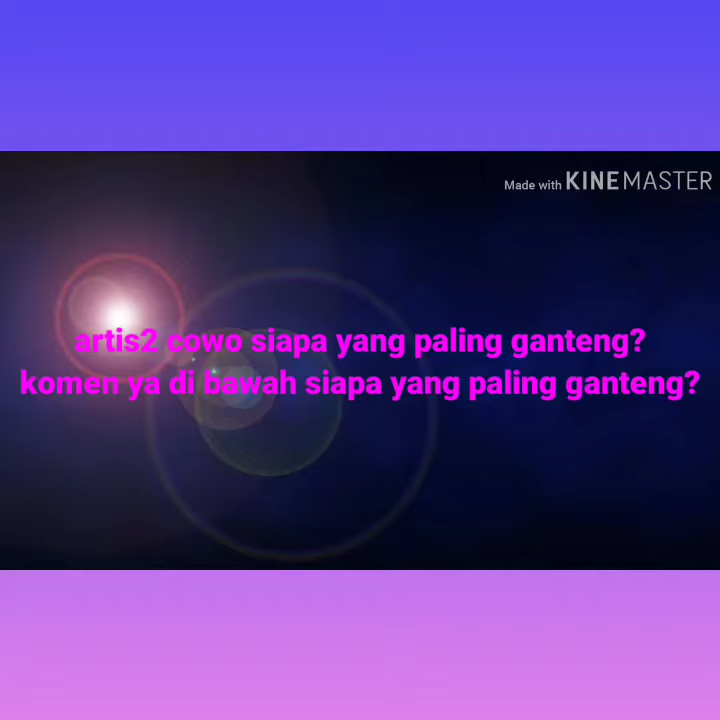 Made with KINEMASTER
artis2 cowo siapa yang paling ganteng?
komen ya di bawah siapa yang paling ganteng?